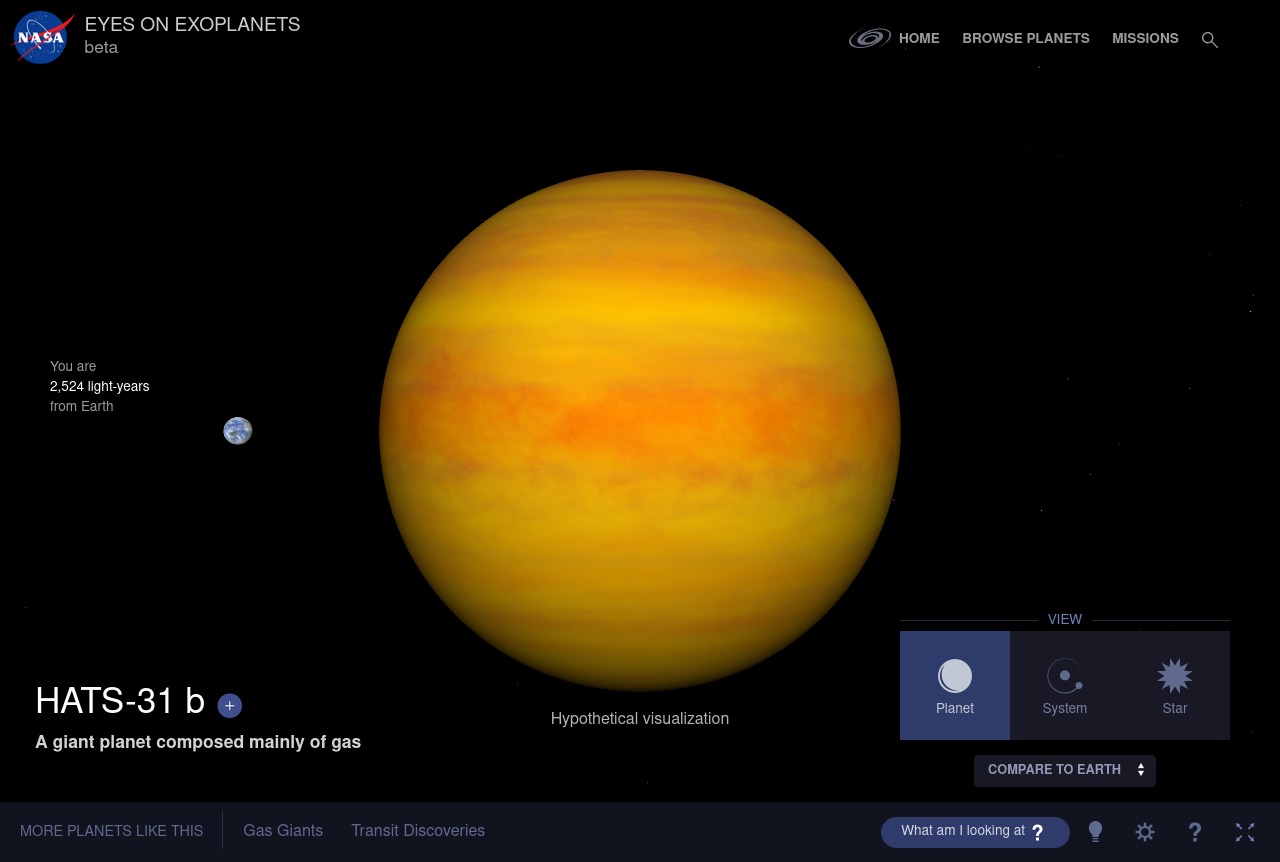 NASA
EYES ON EXOPLANETS
beta
HOME
BROWSE PLANETS
MISSIONS
You are
2,524 light-years
from Earth
HATS-31 b +
A giant planet composed mainly of gas
Hypothetical visualization
VIEW
Planet
System
Star
COMPARE TO EARTH
MORE PLANETS LIKE THIS
Gas Giants
Transit Discoveries
What am I looking at ?
?